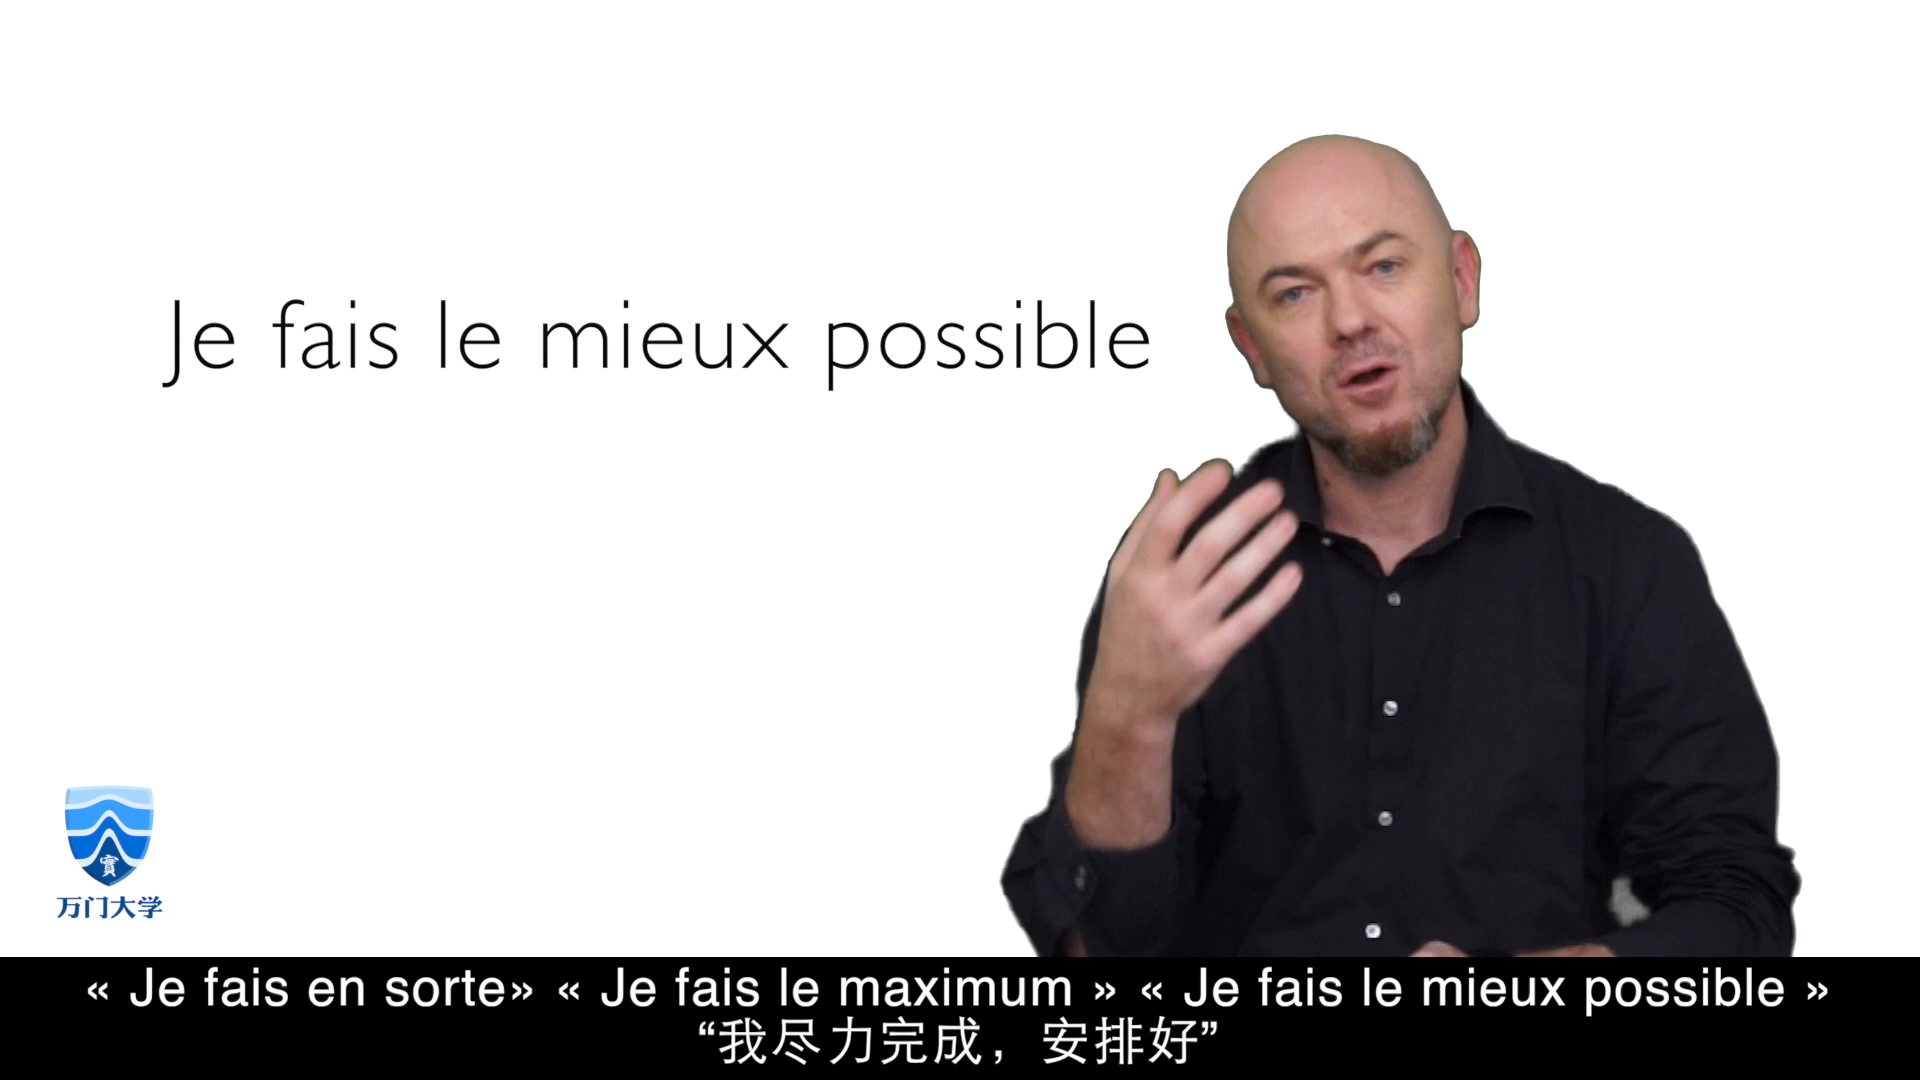 Je fais le mieux possible
寳
万门大学
« Je fais en sorte» « Je fais le maximum » « Je fais le mieux possible »
“我尽力完成，安排好”